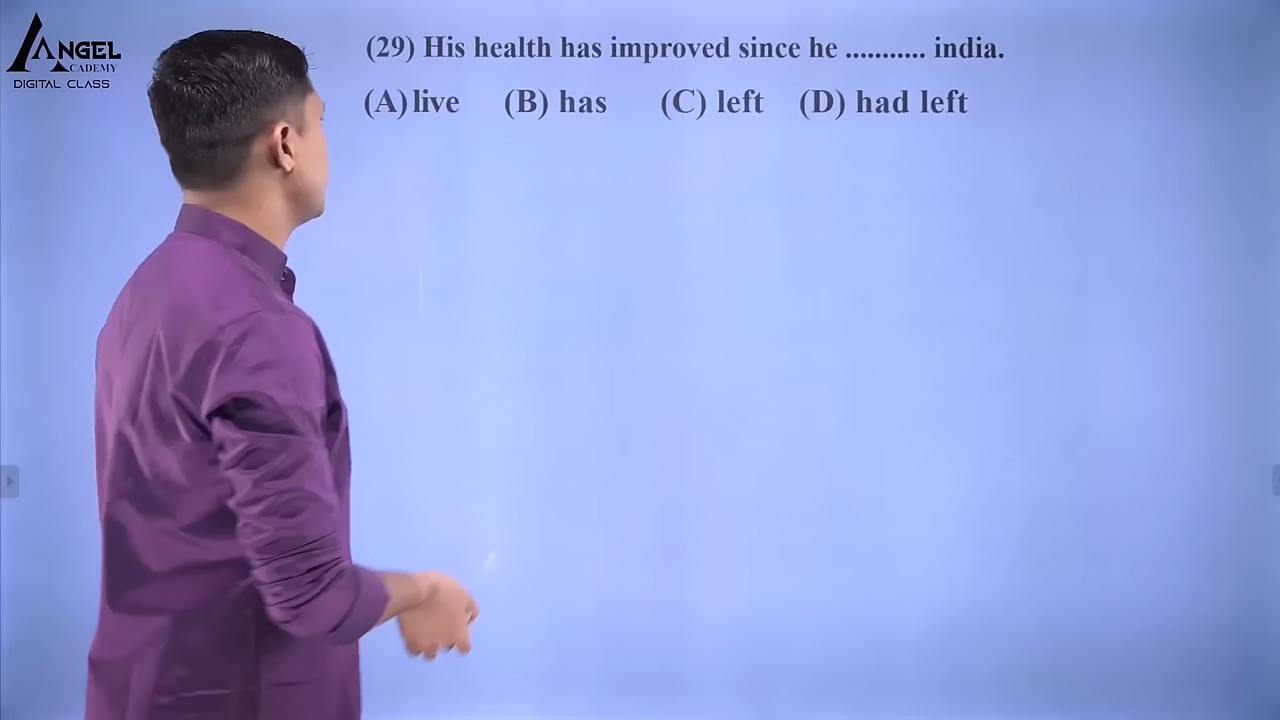 ANGEL
ACADEMY
DIGITAL CLASS
(29) His health has improved since he ........... india.
(A) live (B) has (C) left (D) had left